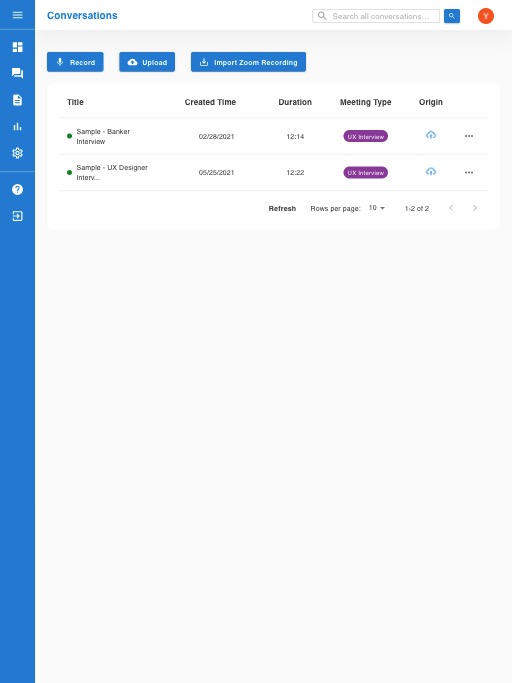 Conversations
Search all conversations...
Y
Record
Upload
Import Zoom Recording
Title Created Time Duration Meeting Type Origin
Sample - Banker
Interview
02/28/2021 12:14 UX Interview
Sample - UX Designer
Interv...
05/25/2021 12:22 UX Interview
Refresh Rows per page: 10 1-2 of 2